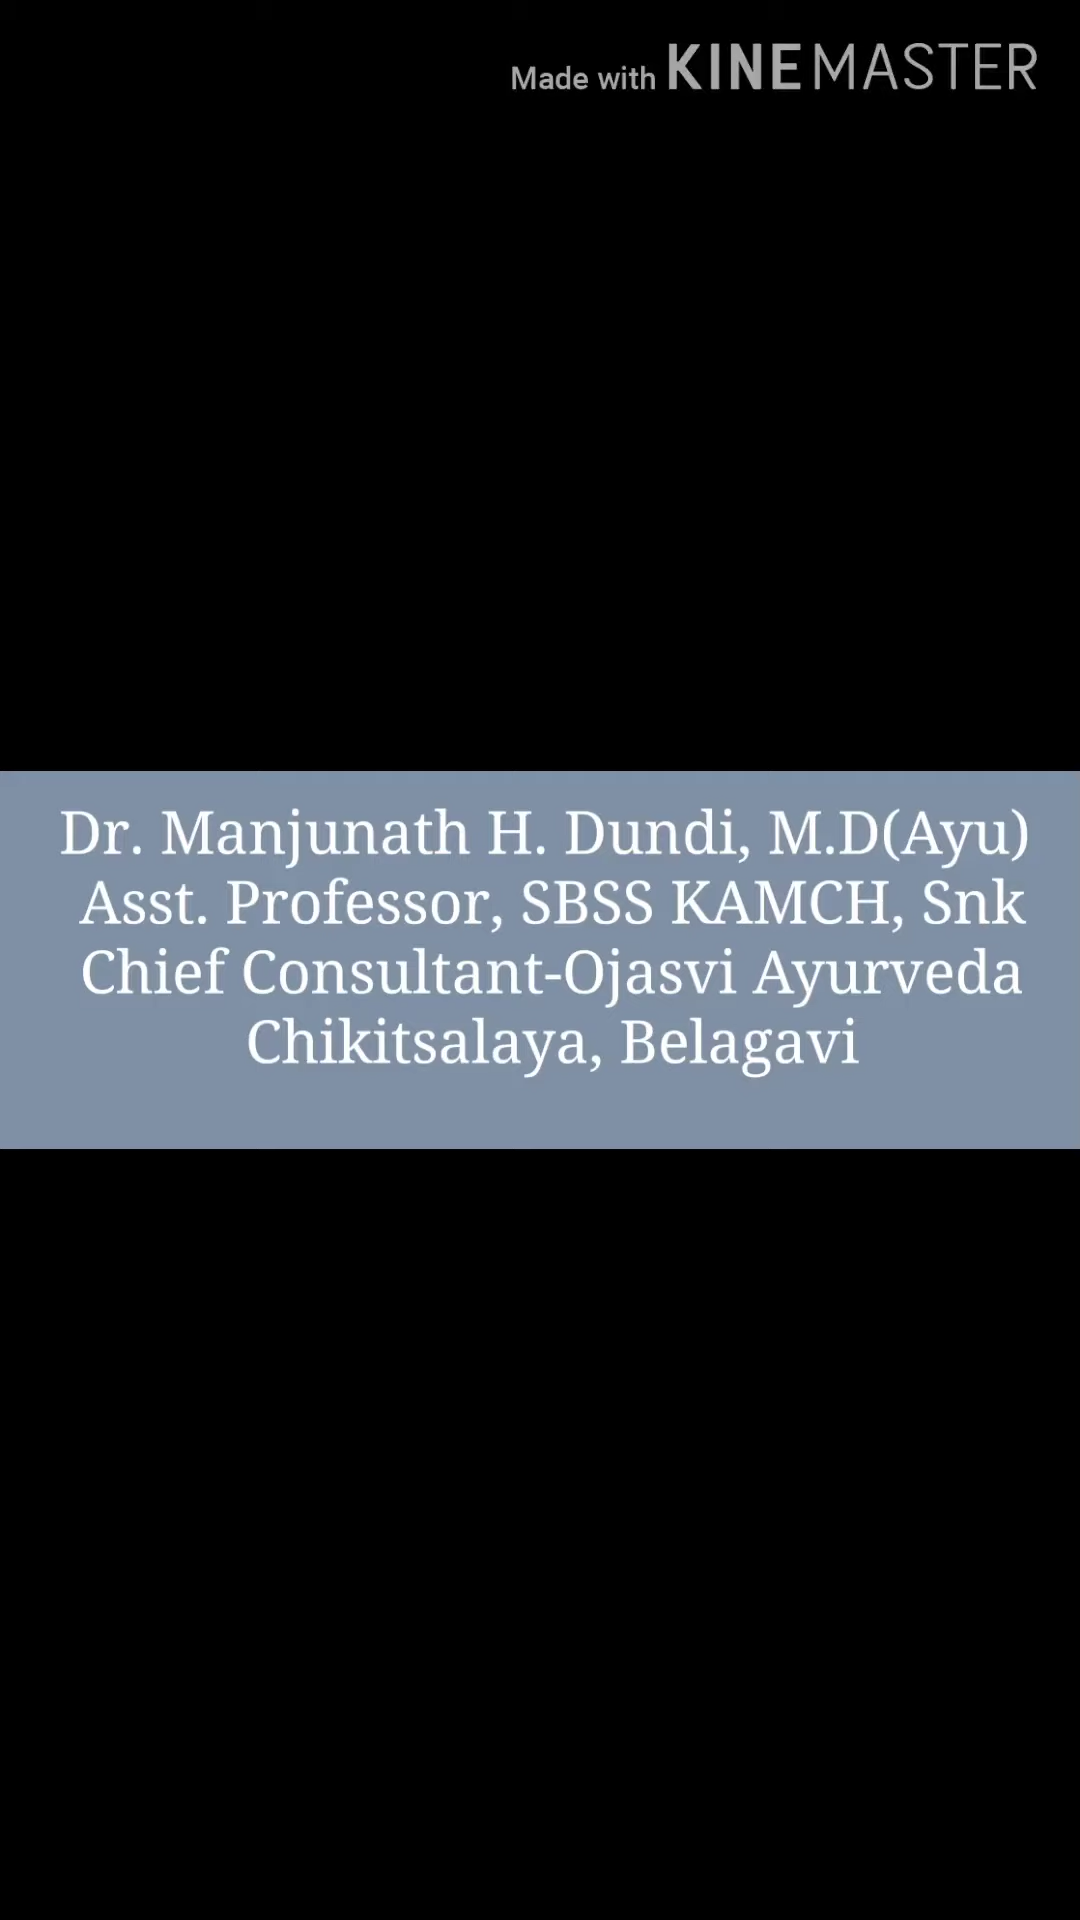 Made with KINEMASTER
Dr. Manjunath H. Dundi, M.D(Ayu)
Asst. Professor, SBSS KAMCH, Snk
Chief Consultant-Ojasvi Ayurveda
Chikitsalaya, Belagavi